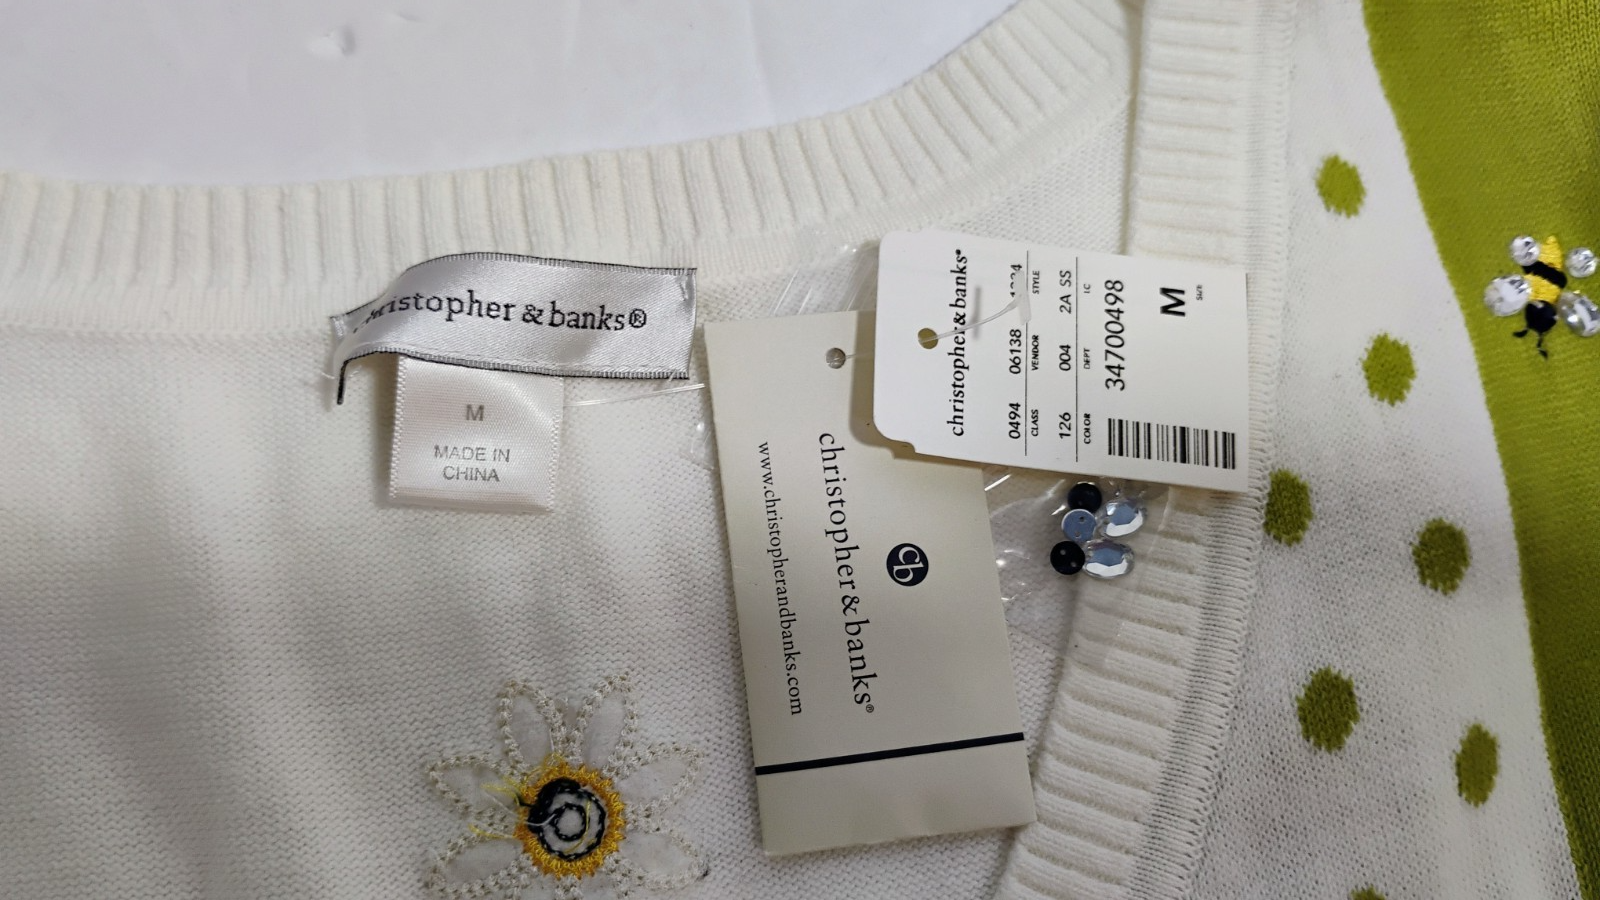 christopher & banks®
M
MADE IN
CHINA
cb
christopher & banks®
www.christopherandbanks.com
christopher & banks®
0494 06138
CLASS VENDOR STYLE
126 004 2A SS
COLOR DEPT LC
34700498
M
SIZE